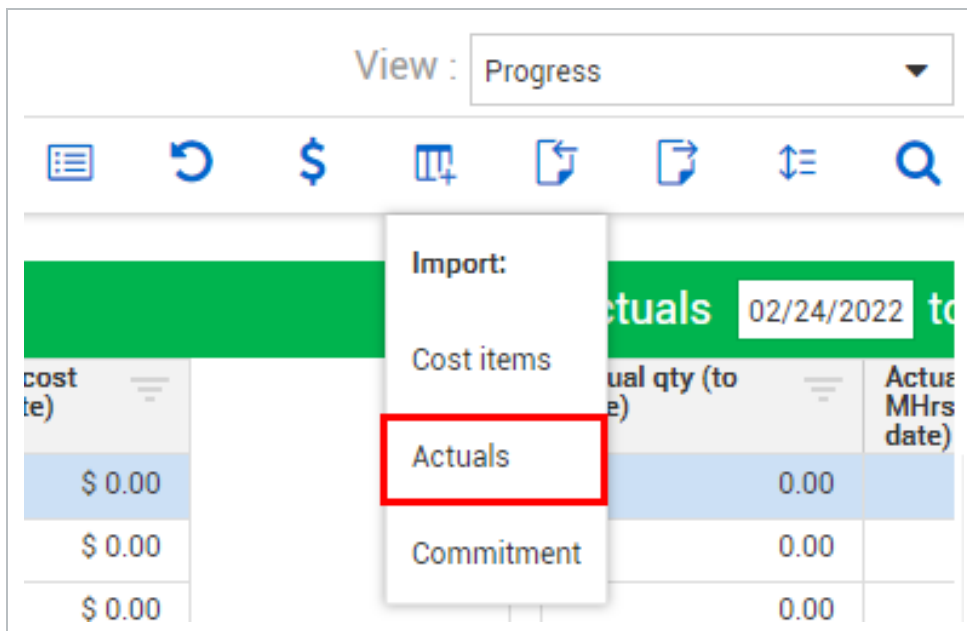 View :
Progress
$
Import:
Cost items
Actuals
Commitment
ctuals
02/24/2022
to
cost
te)
ual qty (to
e)
Actua
MHrs
date)
$ 0.00
0.00
$ 0.00
0.00
$ 0.00
0.00